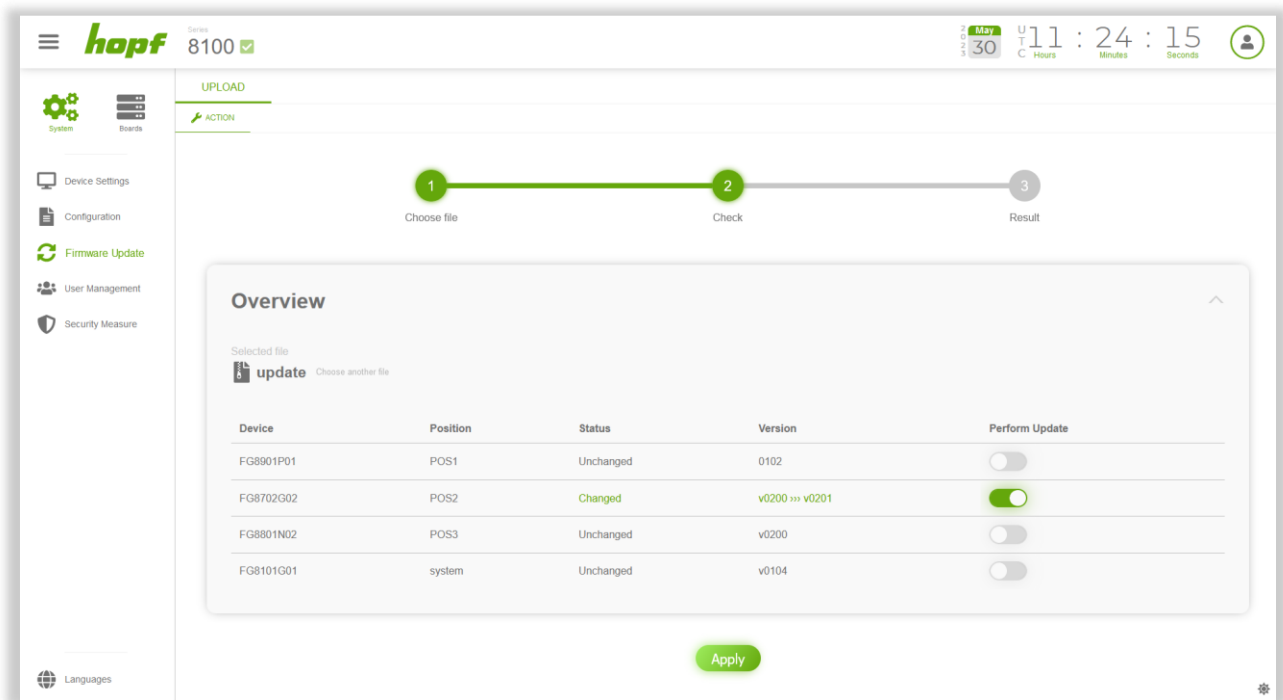 hopf
Series
8100
2023
May
30
UTC
11 : 24 : 15
Hours Minutes Seconds
System Boards
Device Settings
Configuration
Firmware Update
User Management
Security Measure
Languages
UPLOAD
ACTION
1 2 3
Choose file Check Result
Overview
Selected file
update Choose another file
Device Position Status Version Perform Update
FG8901P01 POS1 Unchanged 0102
FG8702G02 POS2 Changed v0200 ››› v0201
FG8801N02 POS3 Unchanged v0200
FG8101G01 system Unchanged v0104
Apply